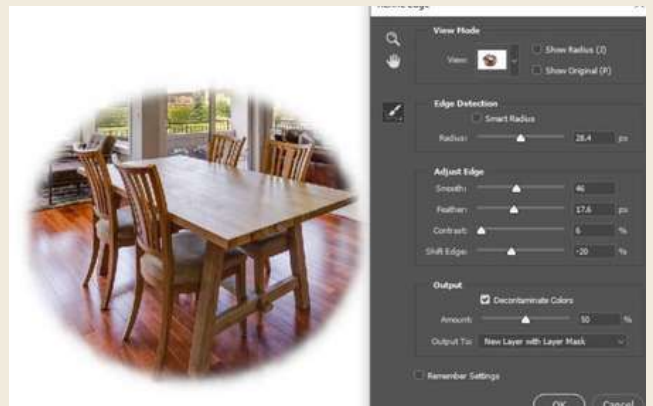 Refine Edge
View Mode
View:
Show Radius (J)
Show Original (P)
Edge Detection
Smart Radius
Radius: 28.4 px
Adjust Edge
Smooth: 46
Feather: 17.6 px
Contrast: 6 %
Shift Edge: -20 %
Output
Decontaminate Colors
Amount: 50 %
Output To: New Layer with Layer Mask
Remember Settings
OK Cancel